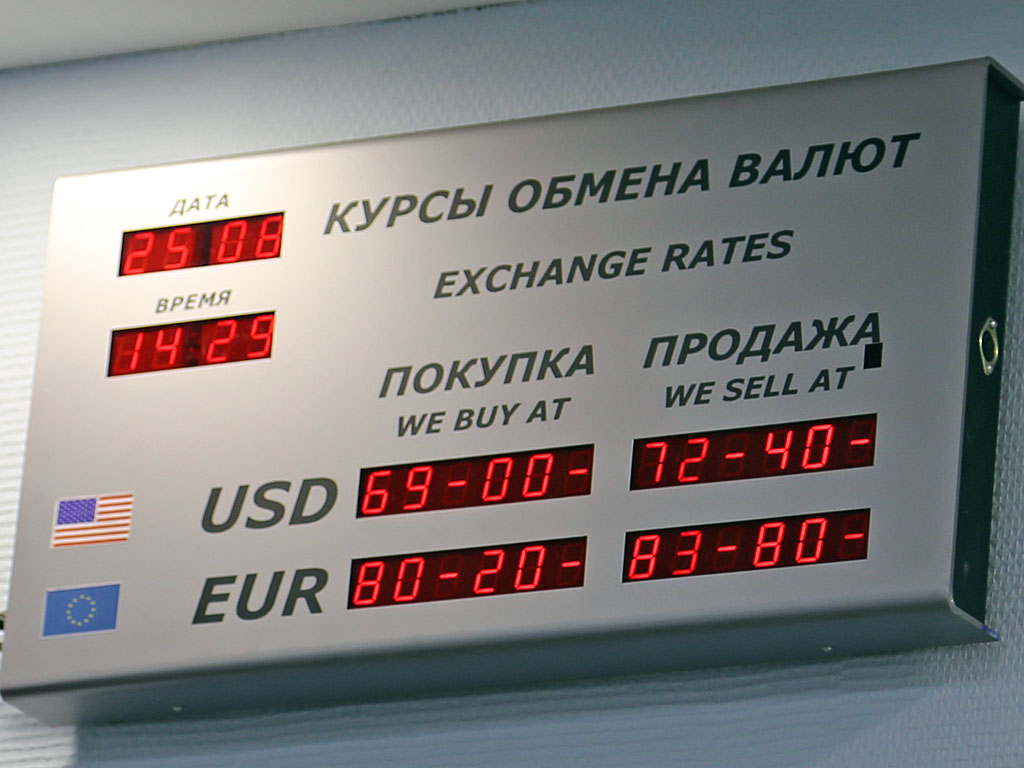 ДАТА
25 08
КУРСЫ ОБМЕНА ВАЛЮТ
EXCHANGE RATES
ВРЕМЯ
14 29
ПОКУПКА
WE BUY AT
ПРОДАЖА
WE SELL AT
USD 69-00- 72-40-
EUR 80-20- 83-80-